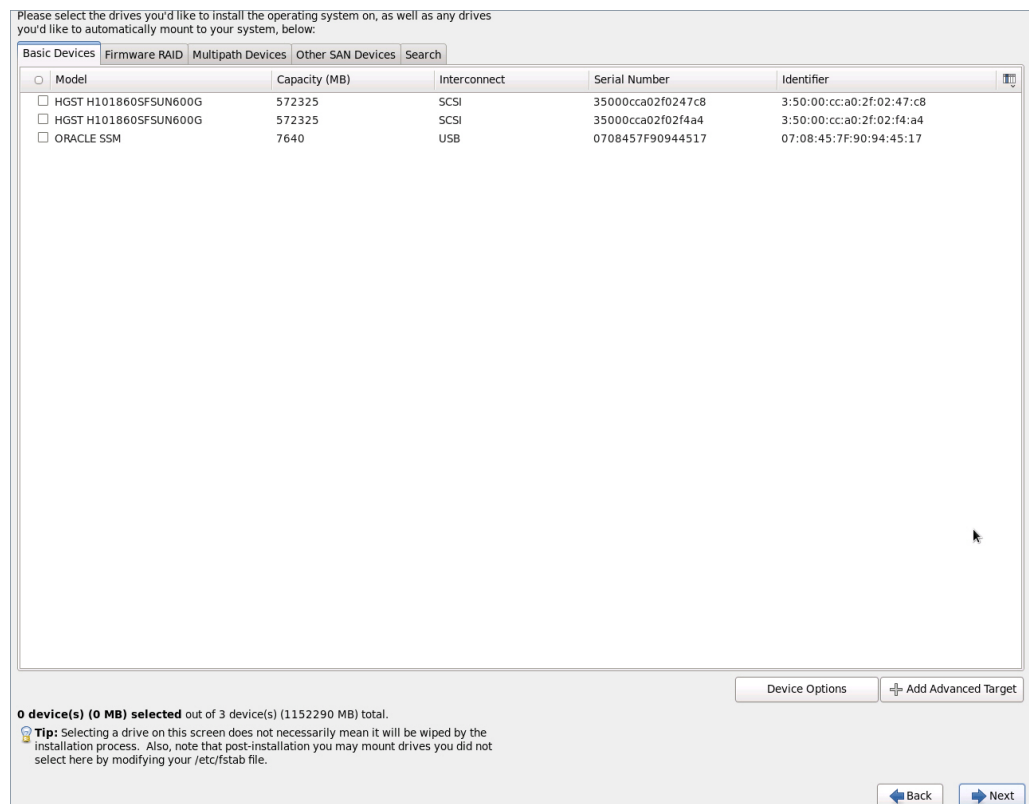 Please select the drives you'd like to install the operating system on, as well as any drives
you'd like to automatically mount to your system, below:
Basic Devices Firmware RAID Multipath Devices Other SAN Devices Search
Model Capacity (MB) Interconnect Serial Number Identifier
HGST H101860SFSUN600G 572325 SCSI 35000cca02f0247c8 3:50:00:cc:a0:2f:02:47:c8
HGST H101860SFSUN600G 572325 SCSI 35000cca02f02f4a4 3:50:00:cc:a0:2f:02:f4:a4
ORACLE SSM 7640 USB 0708457F90944517 07:08:45:7F:90:94:45:17
Device Options Add Advanced Target
0 device(s) (0 MB) selected out of 3 device(s) (1152290 MB) total.
Tip: Selecting a drive on this screen does not necessarily mean it will be wiped by the
installation process. Also, note that post-installation you may mount drives you did not
select here by modifying your /etc/fstab file.
Back Next